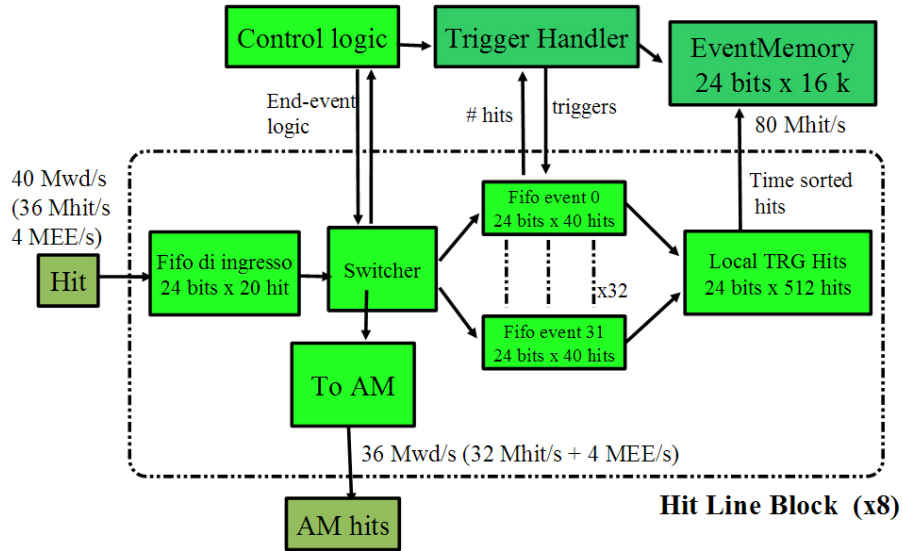 Control logic
Trigger Handler
EventMemory
24 bits x 16 k
End-event
logic
# hits
triggers
80 Mhit/s
40 Mwd/s
(36 Mhit/s
4 MEE/s)
Time sorted
hits
Hit
Fifo di ingresso
24 bits x 20 hit
Switcher
Fifo event 0
24 bits x 40 hits
x32
Fifo event 31
24 bits x 40 hits
Local TRG Hits
24 bits x 512 hits
To AM
36 Mwd/s (32 Mhit/s + 4 MEE/s)
AM hits
Hit Line Block (x8)